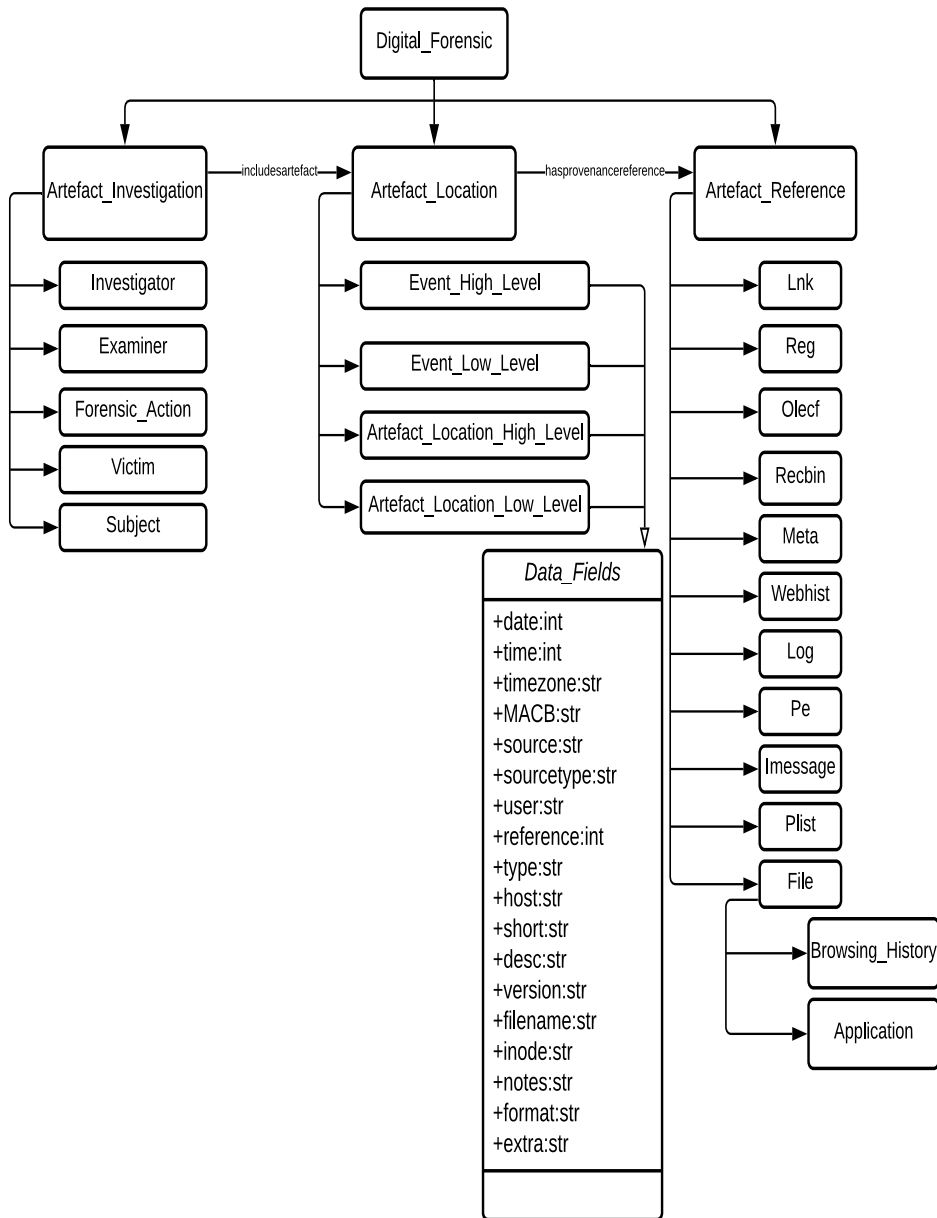 Digital_Forensic
Artefact_Investigation
includesartefact
Artefact_Location
hasprovenancereference
Artefact_Reference
Investigator
Examiner
Forensic_Action
Victim
Subject
Event_High_Level
Event_Low_Level
Artefact_Location_High_Level
Artefact_Location_Low_Level
Data_Fields
+date:int
+time:int
+timezone:str
+MACB:str
+source:str
+sourcetype:str
+user:str
+reference:int
+type:str
+host:str
+short:str
+desc:str
+version:str
+filename:str
+inode:str
+notes:str
+format:str
+extra:str
Lnk
Reg
Olecf
Recbin
Meta
Webhist
Log
Pe
Imessage
Plist
File
Browsing_History
Application